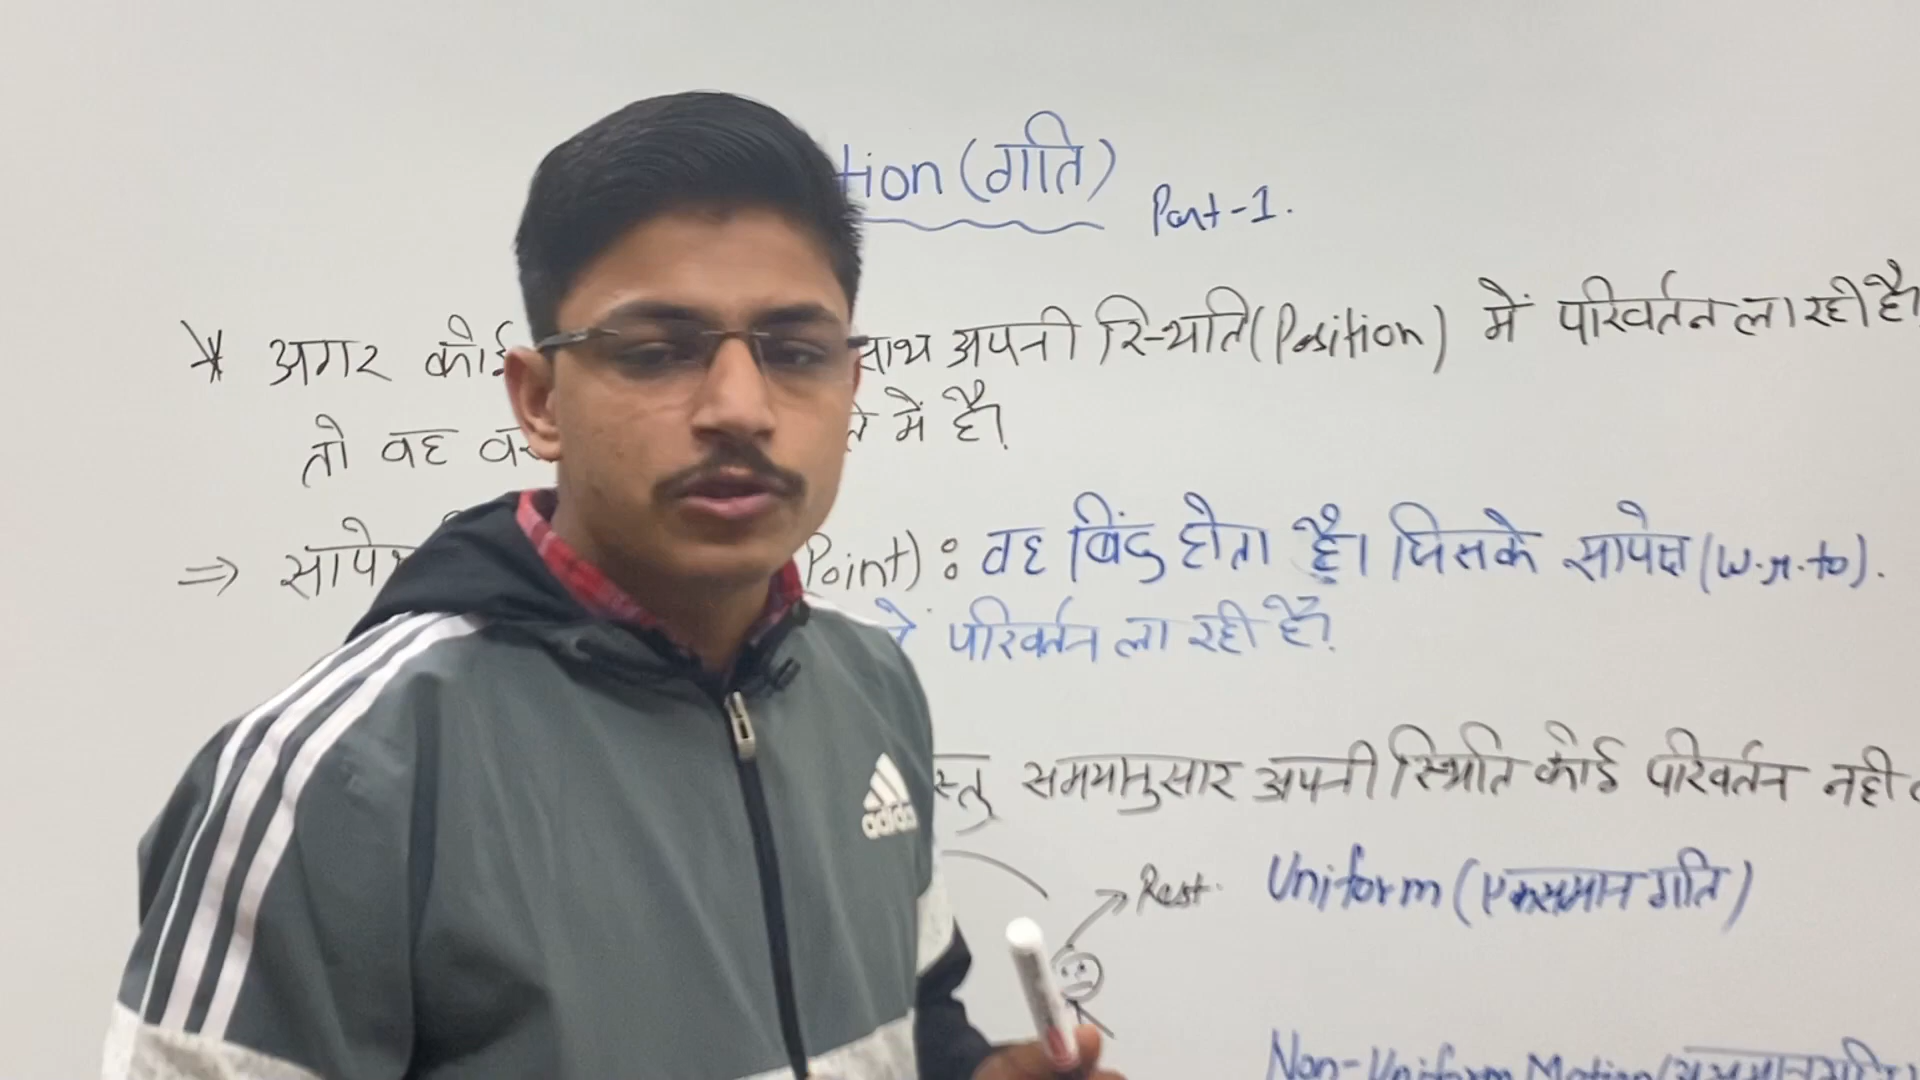 tion (गति)
Part-1.
* अगर कोई साथ अपनी स्थिति (Position) में परिवर्तन ला रही है
तो वह में है।
⇒ Point) : वह बिंदु होता है। जिसके सापेक्ष (w.r.to).
परिवर्तन ला रही है।
स्तु समयानुसार अपनी स्थिति कोई परिवर्तन नही
Rest. Uniform (एकसमान गति)
adidas
Non-Uniform Motion